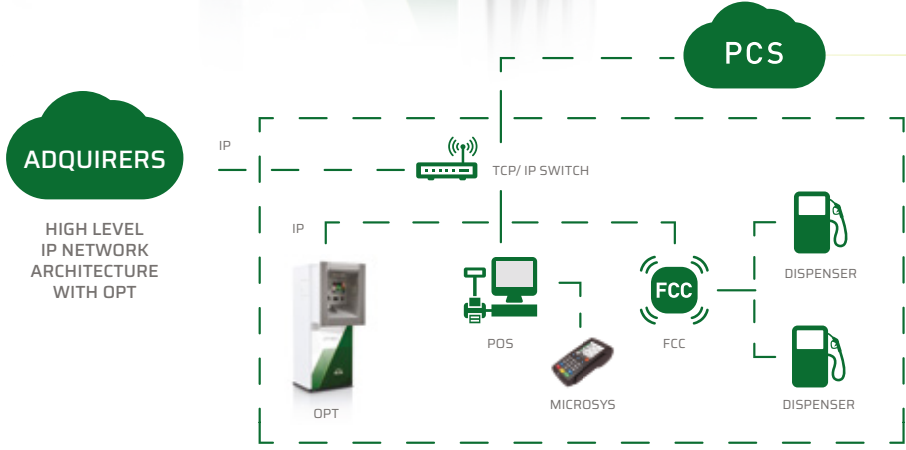 PCS
ADQUIRERS
IP
TCP/ IP SWITCH
HIGH LEVEL
IP NETWORK
ARCHITECTURE
WITH OPT
IP
DISPENSER
FCC
POS
FCC
MICROSYS
OPT
DISPENSER